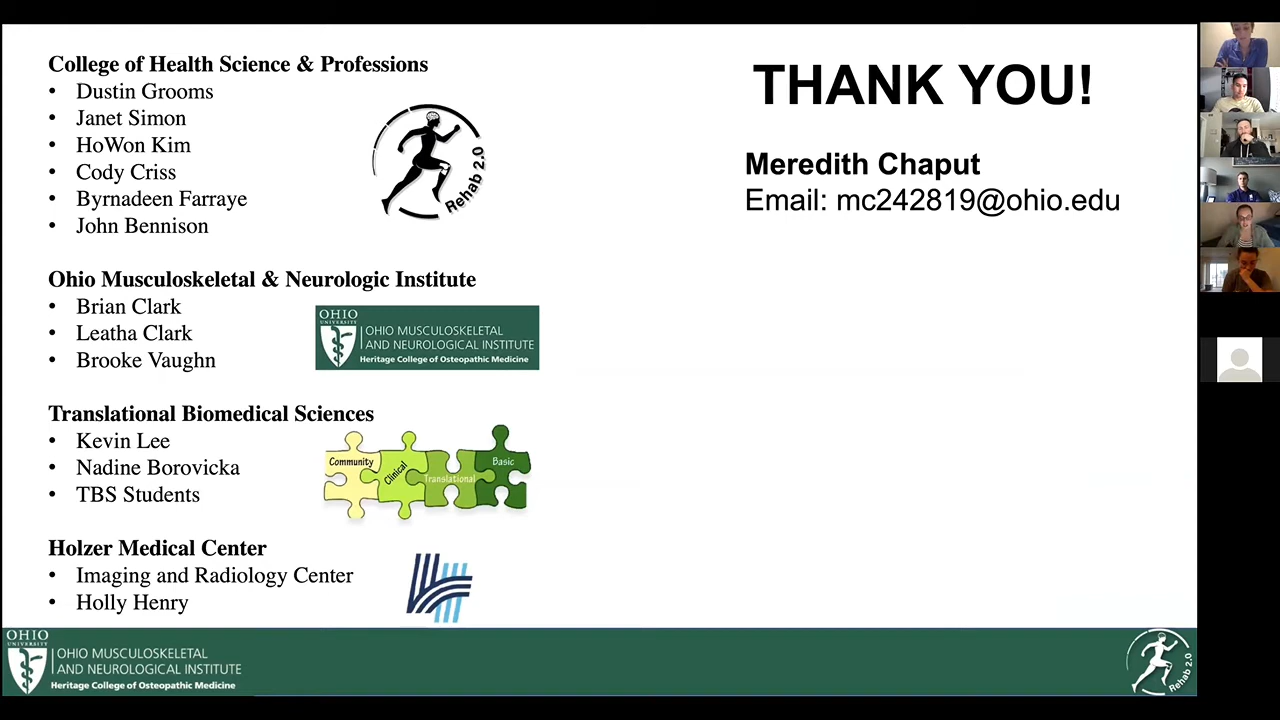 College of Health Science & Professions
• Dustin Grooms
• Janet Simon
• HoWon Kim
• Cody Criss
• Byrnadeen Farraye
• John Bennison
Rehab 2.0
Ohio Musculoskeletal & Neurologic Institute
• Brian Clark
• Leatha Clark
• Brooke Vaughn
OHIO
UNIVERSITY
OHIO MUSCULOSKELETAL
AND NEUROLOGICAL INSTITUTE
Heritage College of Osteopathic Medicine
Translational Biomedical Sciences
• Kevin Lee
• Nadine Borovicka
• TBS Students
Community
Clinical
Translational
Basic
Holzer Medical Center
• Imaging and Radiology Center
• Holly Henry
THANK YOU!
Meredith Chaput
Email: mc242819@ohio.edu
OHIO
UNIVERSITY
OHIO MUSCULOSKELETAL
AND NEUROLOGICAL INSTITUTE
Heritage College of Osteopathic Medicine
Rehab 2.0